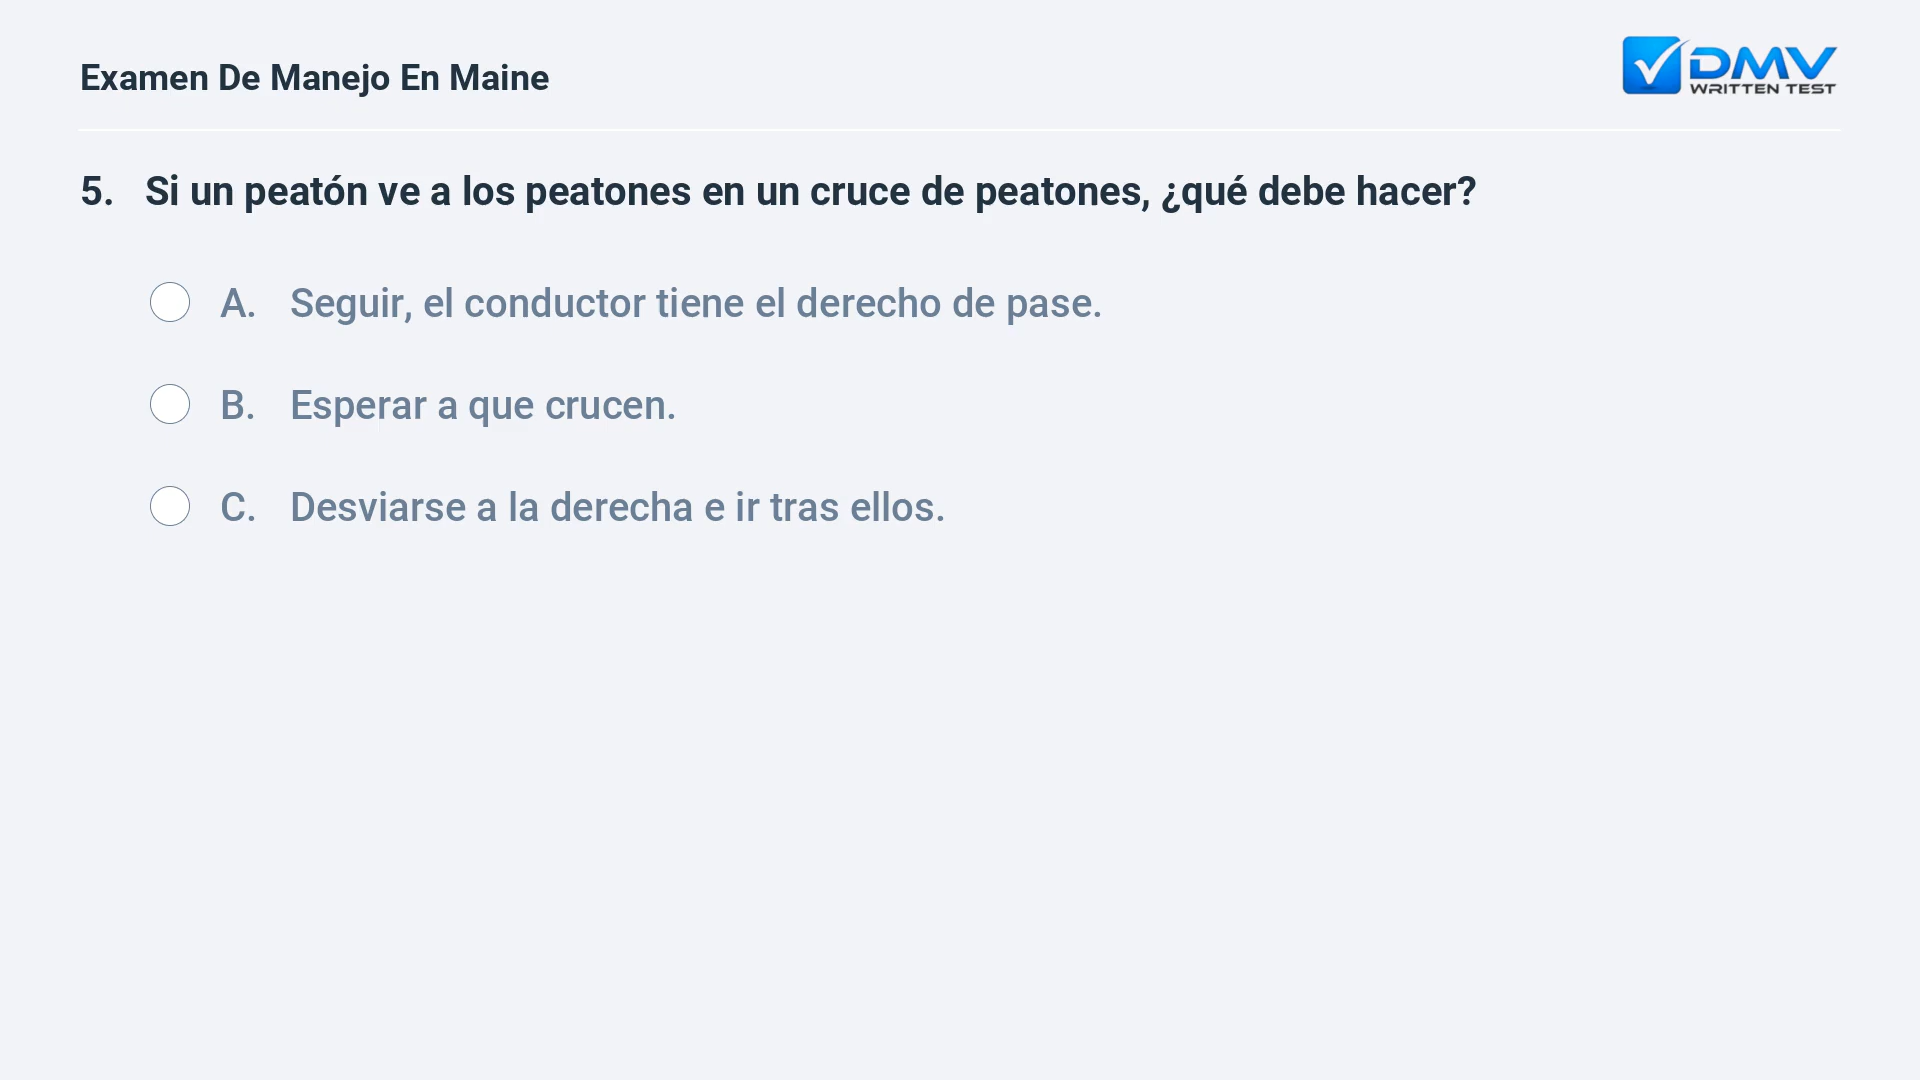 Examen De Manejo En Maine
DMV
WRITTEN TEST
5. Si un peatón ve a los peatones en un cruce de peatones, ¿qué debe hacer?
A. Seguir, el conductor tiene el derecho de pase.
B. Esperar a que crucen.
C. Desviarse a la derecha e ir tras ellos.